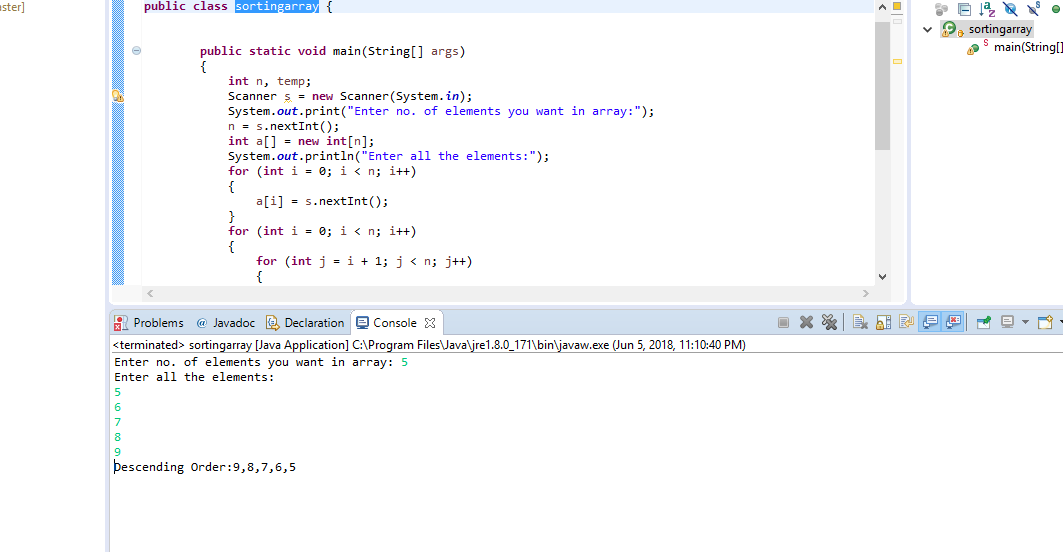 ster]
public class sortingarray {
public static void main(String[] args)
{
int n, temp;
Scanner s = new Scanner(System.in);
System.out.print("Enter no. of elements you want in array:");
n = s.nextInt();
int a[] = new int[n];
System.out.println("Enter all the elements:");
for (int i = 0; i < n; i++)
{
a[i] = s.nextInt();
}
for (int i = 0; i < n; i++)
{
for (int j = i + 1; j < n; j++)
{
sortingarray
main(String[]
Problems @ Javadoc Declaration Console
<terminated> sortingarray [Java Application] C:\Program Files\Java\jre1.8.0_171\bin\javaw.exe (Jun 5, 2018, 11:10:40 PM)
Enter no. of elements you want in array: 5
Enter all the elements:
5
6
7
8
9
Descending Order:9,8,7,6,5